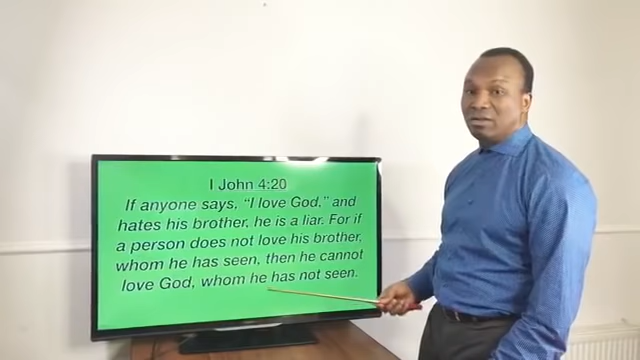 I John 4:20
If anyone says, “I love God,” and
hates his brother, he is a liar. For if
a person does not love his brother,
whom he has seen, then he cannot
love God, whom he has not seen.